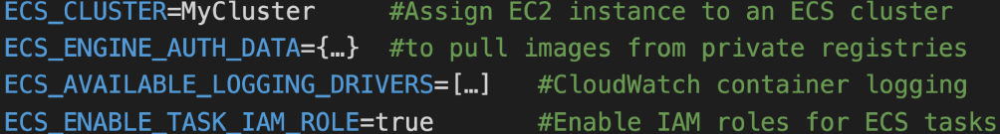 ECS_CLUSTER=MyCluster #Assign EC2 instance to an ECS cluster
ECS_ENGINE_AUTH_DATA={…} #to pull images from private registries
ECS_AVAILABLE_LOGGING_DRIVERS=[…] #CloudWatch container logging
ECS_ENABLE_TASK_IAM_ROLE=true #Enable IAM roles for ECS tasks